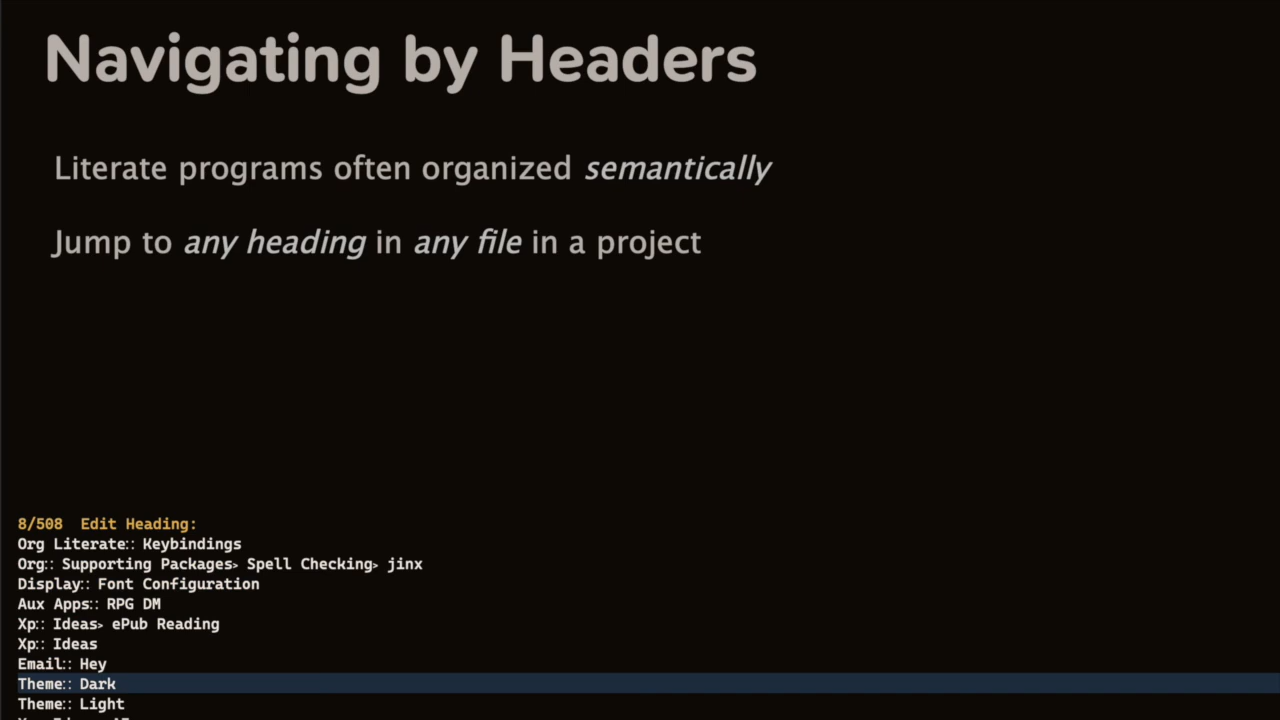 Navigating by Headers
Literate programs often organized semantically
Jump to any heading in any file in a project
8/508  Edit Heading:
Org Literate:: Keybindings
Org:: Supporting Packages▸ Spell Checking▸ jinx
Display:: Font Configuration
Aux Apps:: RPG DM
Xp:: Ideas▸ ePub Reading
Xp:: Ideas
Email:: Hey
Theme:: Dark
Theme:: Light